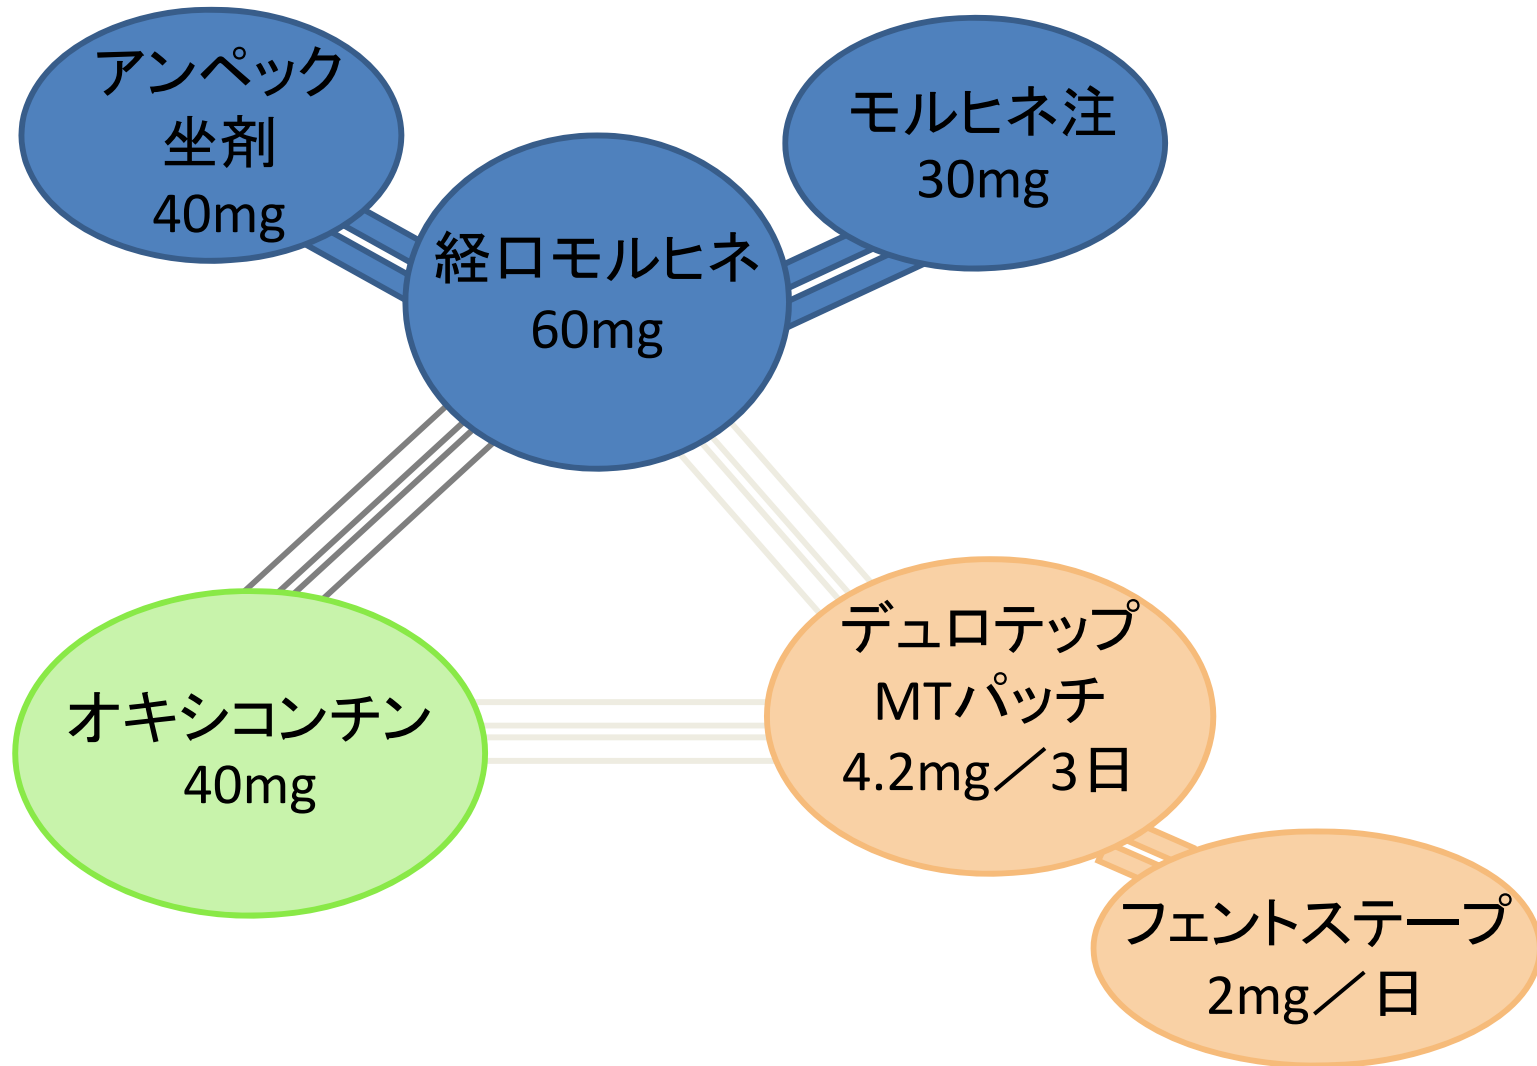 アンペック
坐剤
40mg
モルヒネ注
30mg
経口モルヒネ
60mg
オキシコンチン
40mg
デュロテップ
MTパッチ
4.2mg／3日
フェントステープ
2mg／日